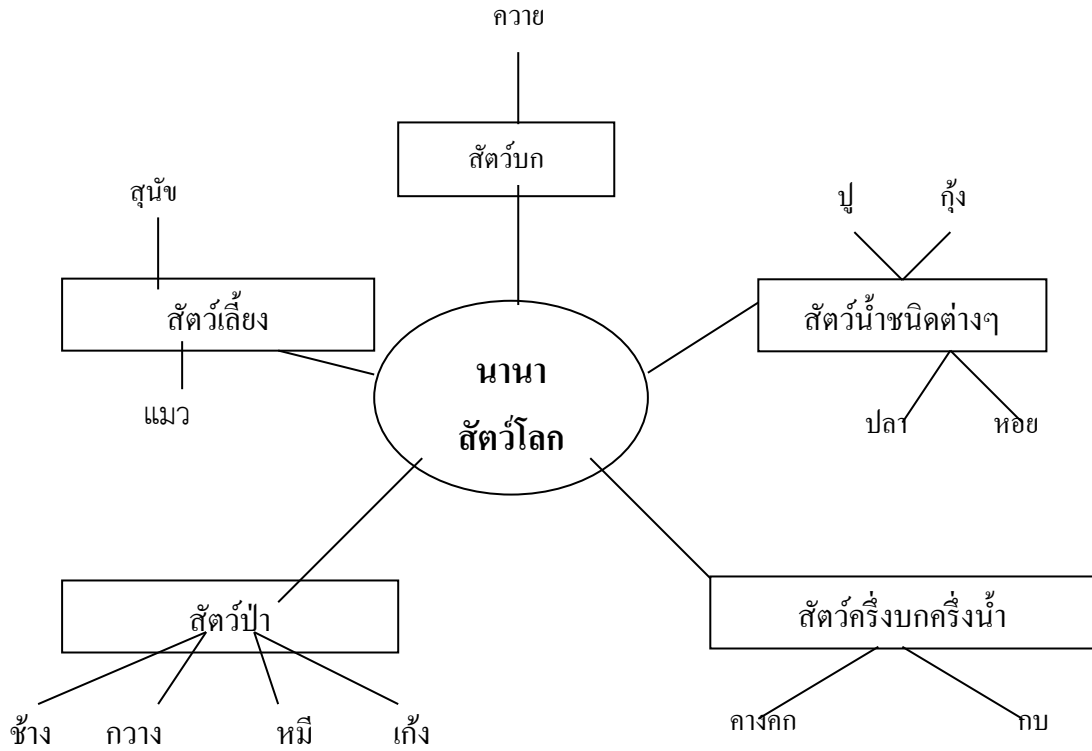 ควาย
สัตว์บก
สุนัข
ปู กุ้ง
สัตว์เลี้ยง
สัตว์น้ำชนิดต่างๆ
นานา
สัตว์โลก
แมว
ปลา หอย
สัตว์ป่า
สัตว์ครึ่งบกครึ่งน้ำ
ช้าง กวาง หมี เก้ง
คางคก กบ